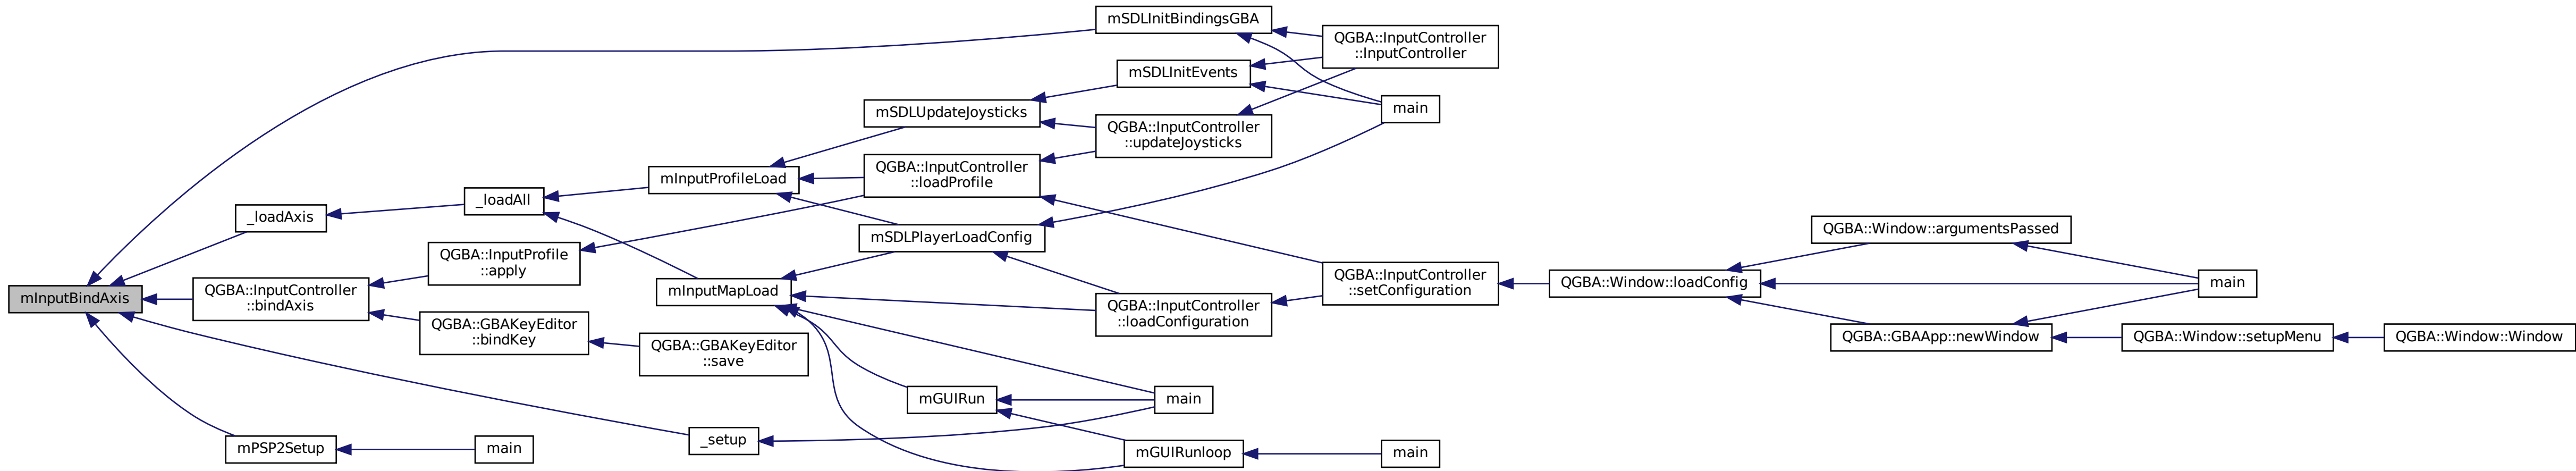 mSDLInitBindingsGBA
QGBA::InputController
::InputController
mSDLInitEvents
main
mSDLUpdateJoysticks
QGBA::InputController
::updateJoysticks
mInputProfileLoad
QGBA::InputController
::loadProfile
_loadAll
_loadAxis
mSDLPlayerLoadConfig
QGBA::Window::argumentsPassed
QGBA::InputProfile
::apply
mInputBindAxis
QGBA::InputController
::bindAxis
mInputMapLoad
QGBA::InputController
::setConfiguration
QGBA::Window::loadConfig
main
QGBA::InputController
::loadConfiguration
QGBA::GBAKeyEditor
::bindKey
QGBA::GBAKeyEditor
::save
QGBA::GBAApp::newWindow
QGBA::Window::setupMenu
QGBA::Window::Window
mGUIRun
main
_setup
mPSP2Setup
main
mGUIRunloop
main